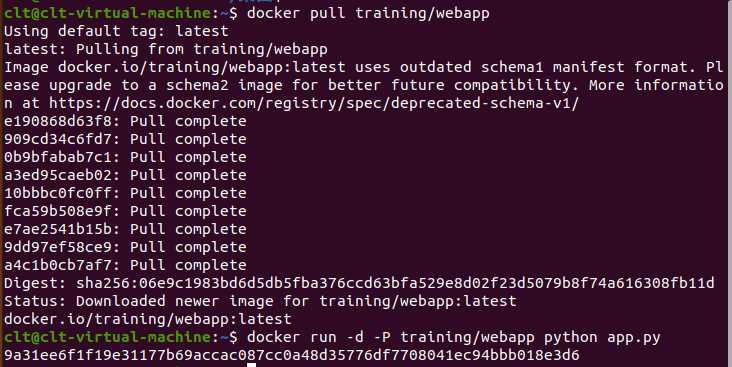 clt@clt-virtual-machine:~$ docker pull training/webapp
Using default tag: latest
latest: Pulling from training/webapp
Image docker.io/training/webapp:latest uses outdated schema1 manifest format. Ple
ease upgrade to a schema2 image for better future compatibility. More informatio
n at https://docs.docker.com/registry/spec/deprecated-schema-v1/
e190868d63f8: Pull complete
909cd34c6fd7: Pull complete
0b9bfabab7c1: Pull complete
a3ed95caeb02: Pull complete
10bbbc0fc0ff: Pull complete
fca59b508e9f: Pull complete
e7ae2541b15b: Pull complete
9dd97ef58ce9: Pull complete
a4c1b0cb7af7: Pull complete
Digest: sha256:06e9c1983bd6d5db5fba376ccd63bfa529e8d02f23d5079b8f74a616308fb11d
Status: Downloaded newer image for training/webapp:latest
docker.io/training/webapp:latest
clt@clt-virtual-machine:~$ docker run -d -P training/webapp python app.py
9a31ee6f1f19e31177b69accac087cc0a48d35776df7708041ec94bbb018e3d6